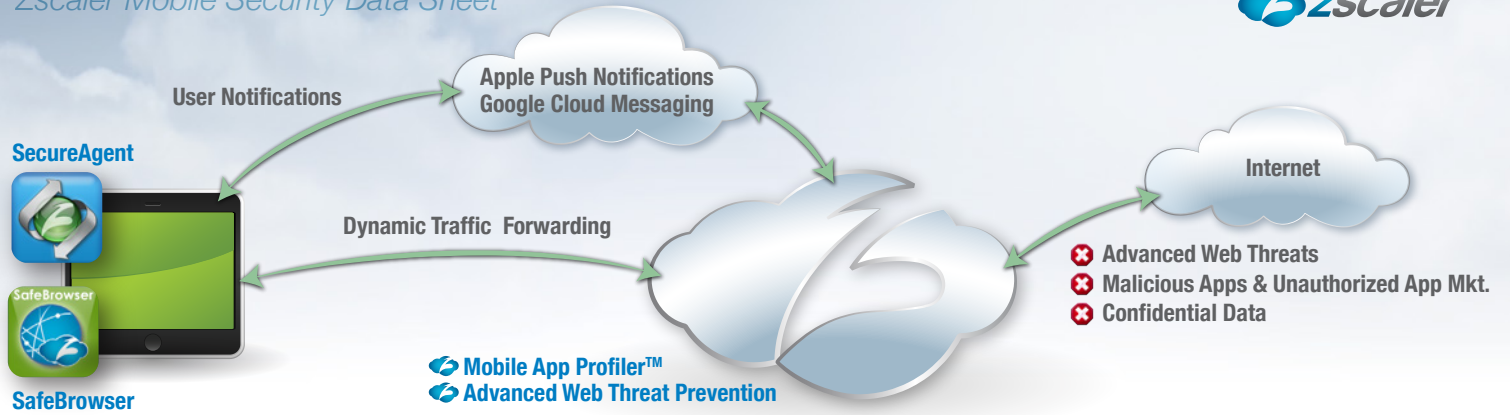 Zscaler Mobile Security Data Sheet
zscaler
User Notifications
Apple Push Notifications
Google Cloud Messaging
SecureAgent
Internet
Dynamic Traffic Forwarding
Advanced Web Threats
Malicious Apps & Unauthorized App Mkt.
Confidential Data
SafeBrowser
Mobile App Profiler™
Advanced Web Threat Prevention
SafeBrowser